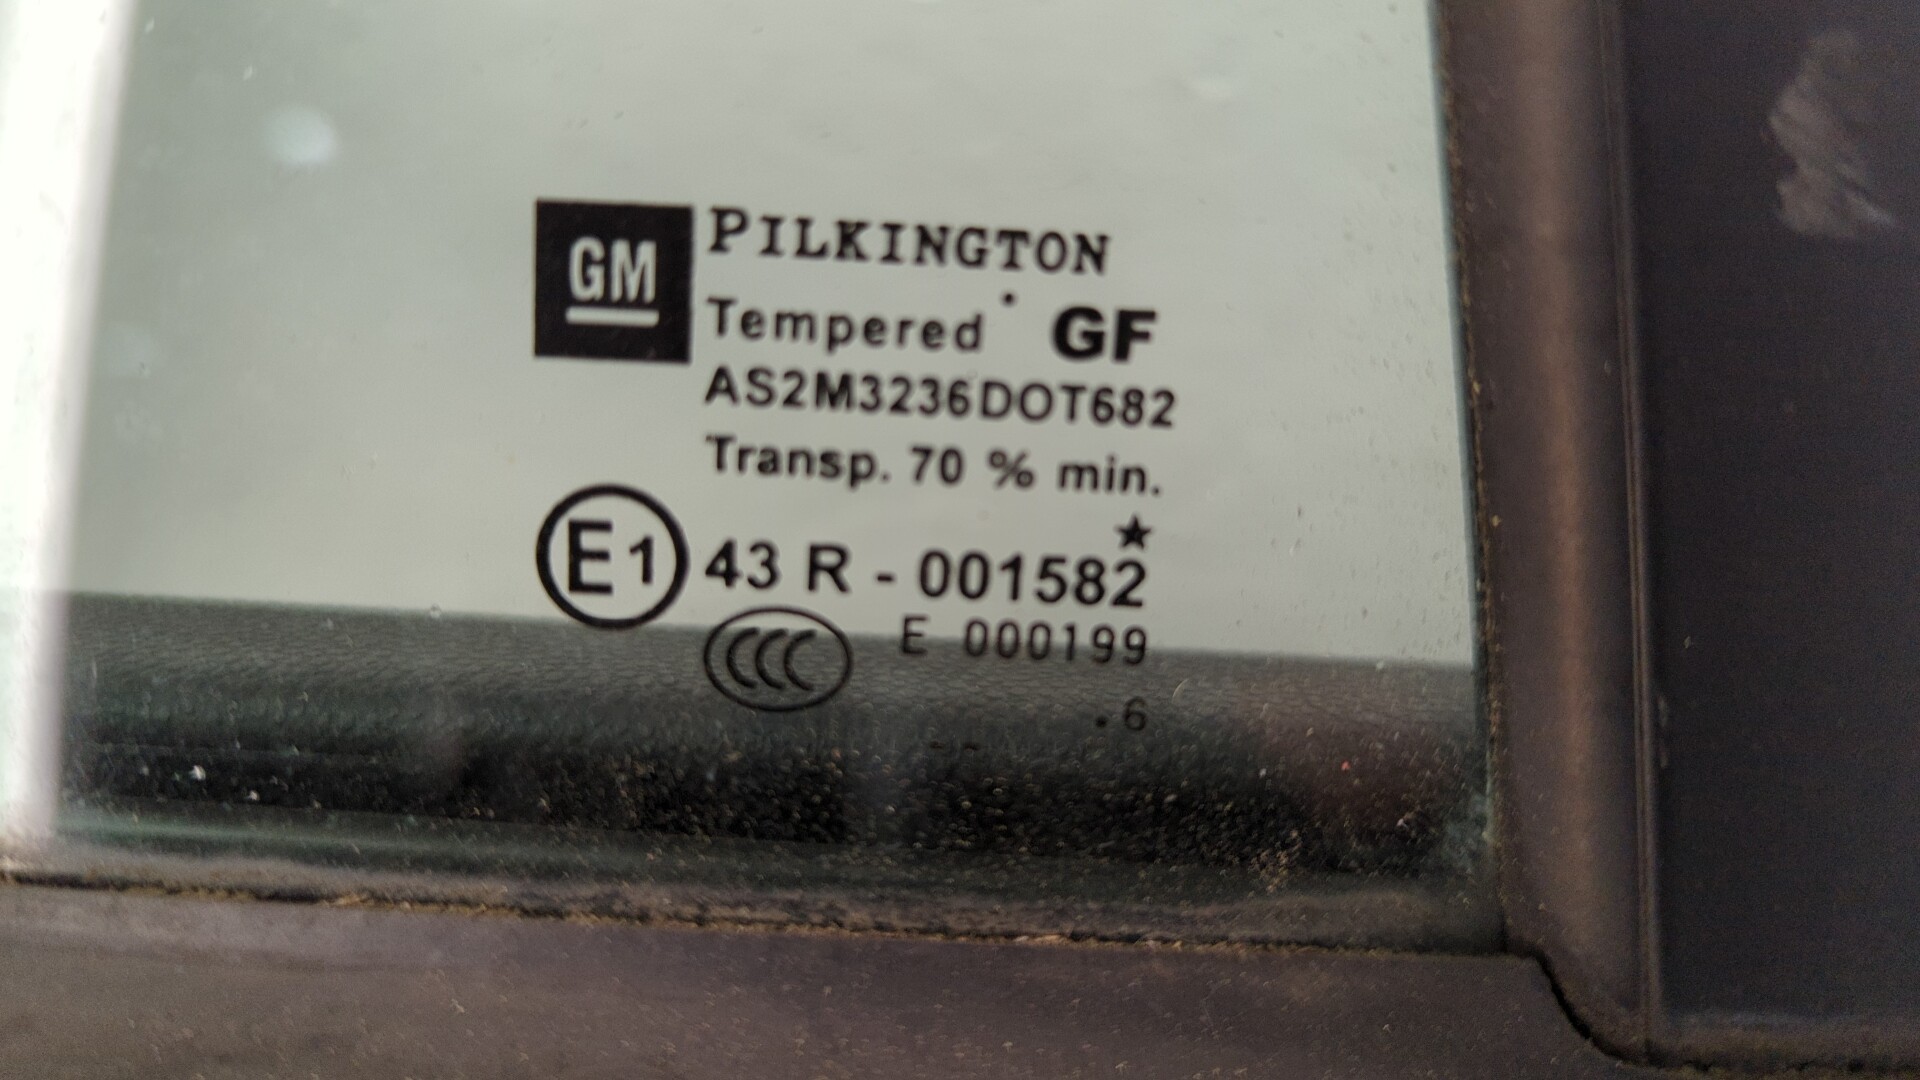 GM PILKINGTON
Tempered GF
AS2M3236DOT682
Transp. 70 % min.
E1 43 R - 001582
CCC E 000199
. 6